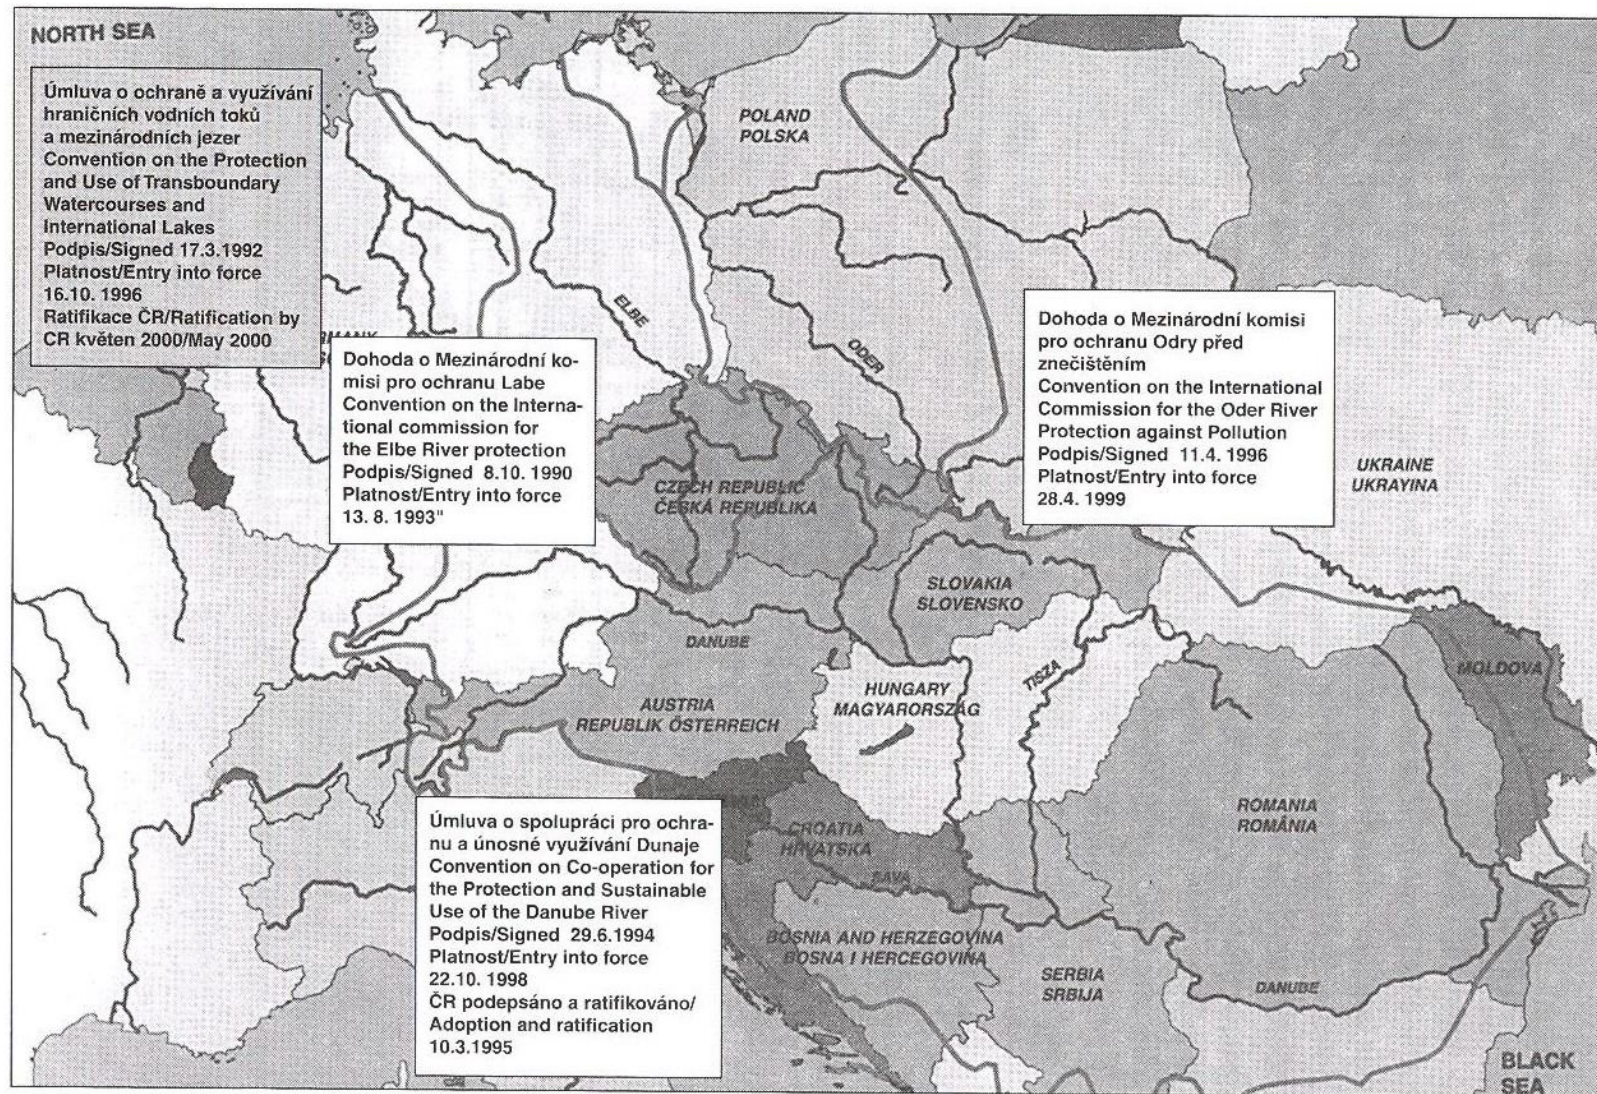 NORTH SEA
Úmluva o ochraně a využívání
hraničních vodních toků
a mezinárodních jezer
Convention on the Protection
and Use of Transboundary
Watercourses and
International Lakes
Podpis/Signed 17.3.1992
Platnost/Entry into force
16.10. 1996
Ratifikace ČR/Ratification by
CR květen 2000/May 2000
Dohoda o Mezinárodní ko-
misi pro ochranu Labe
Convention on the Interna-
tional commission for
the Elbe River protection
Podpis/Signed 8.10. 1990
Platnost/Entry into force
13. 8. 1993"
POLAND
POLSKA
ELBE
ODER
Dohoda o Mezinárodní komisi
pro ochranu Odry před
znečištěním
Convention on the International
Commission for the Oder River
Protection against Pollution
Podpis/Signed 11.4. 1996
Platnost/Entry into force
28.4. 1999
UKRAINE
UKRAYINA
CZECH REPUBLIC
ČESKÁ REPUBLIKA
SLOVAKIA
SLOVENSKO
DANUBE
AUSTRIA
REPUBLIK ÖSTERREICH
HUNGARY
MAGYARORSZÁG
TISZA
MOLDOVA
ROMANIA
ROMÂNIA
CROATIA
HRVATSKA
SAVA
BOSNIA AND HERZEGOVINA
BOSNA I HERCEGOVINA
SERBIA
SRBIJA
DANUBE
BLACK
SEA
Úmluva o spolupráci pro ochra-
nu a únosné využívání Dunaje
Convention on Co-operation for
the Protection and Sustainable
Use of the Danube River
Podpis/Signed 29.6.1994
Platnost/Entry into force
22.10. 1998
ČR podepsáno a ratifikováno/
Adoption and ratification
10.3.1995